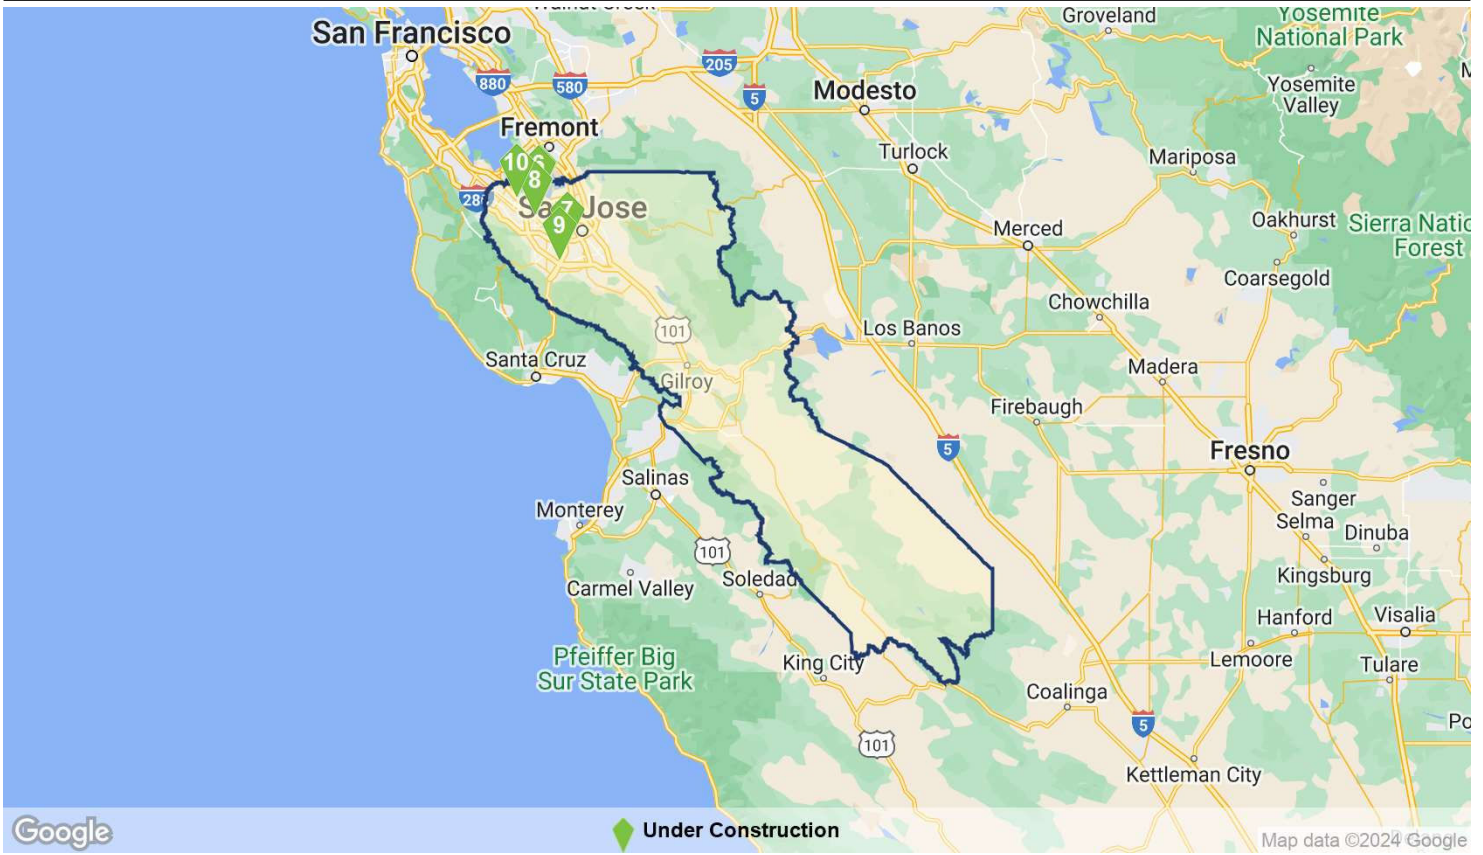 Walnut Creek
Groveland
Yosemite
National Park
San Francisco
880
580
205
5
Modesto
Yosemite
Valley
Fremont
Turlock
Mariposa
10
6
8
280
San Jose
7
9
Merced
Oakhurst
Sierra Natio
Forest
Coarsegold
Chowchilla
101
Los Banos
Santa Cruz
Gilroy
Madera
Firebaugh
5
Fresno
Salinas
Sanger
Monterey
Selma
Dinuba
101
Soledad
Carmel Valley
Kingsburg
Hanford
Visalia
Pfeiffer Big
Sur State Park
King City
Lemoore
Tulare
Coalinga
5
101
Kettleman City
Google
Under Construction
Map data ©2024 Google